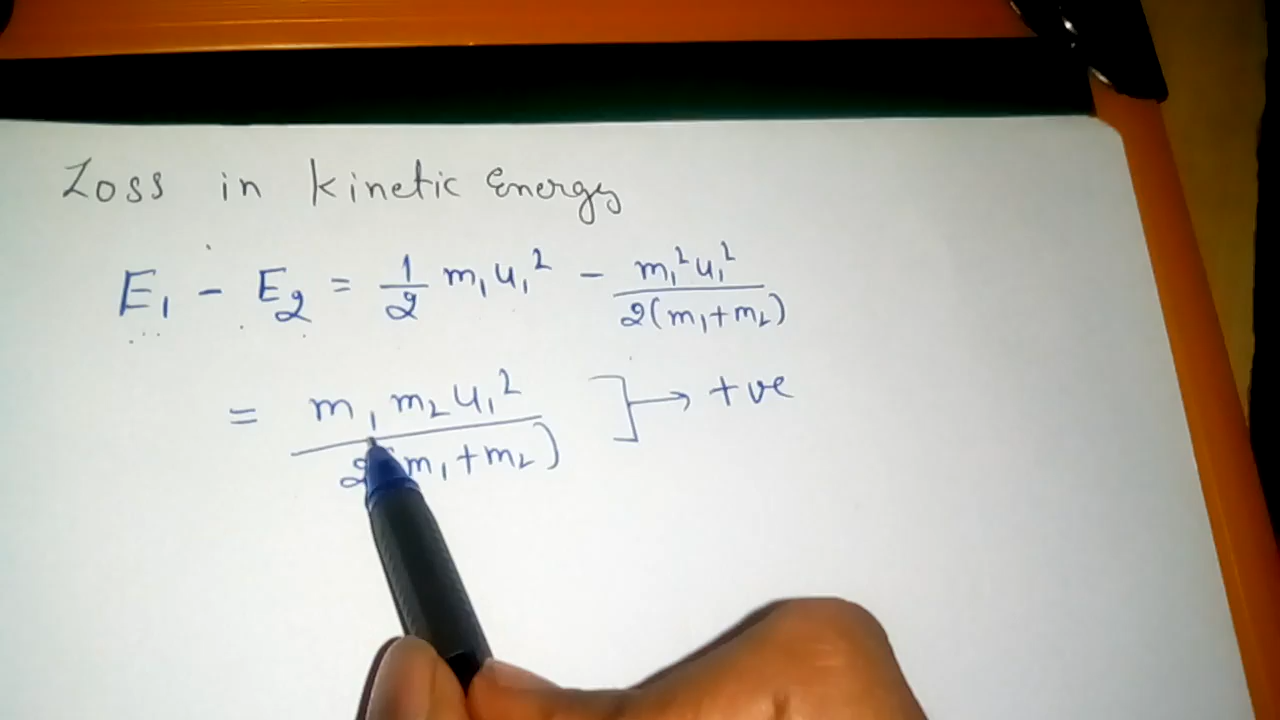 Loss in kinetic Energy
E₁ - E₂ = 1/2 m₁u₁² - m₁²u₁² / 2(m₁+m₂)
= m₁m₂u₁² / 2(m₁+m₂) ] → +ve